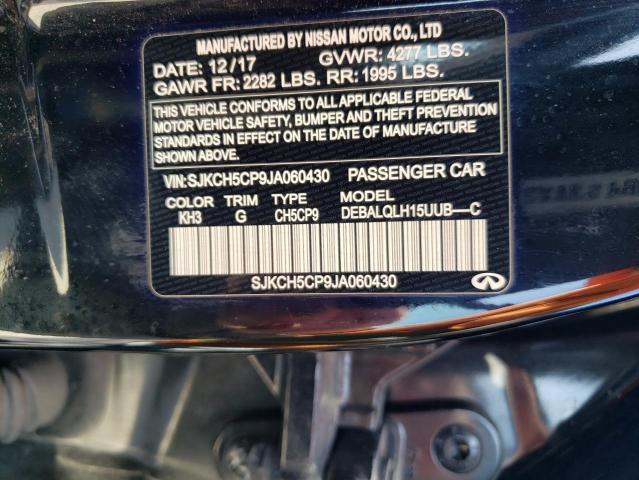 MANUFACTURED BY NISSAN MOTOR CO., LTD
DATE: 12/17 GVWR: 4277 LBS.
GAWR FR: 2282 LBS. RR: 1995 LBS.
THIS VEHICLE CONFORMS TO ALL APPLICABLE FEDERAL
MOTOR VEHICLE SAFETY, BUMPER AND THEFT PREVENTION
STANDARDS IN EFFECT ON THE DATE OF MANUFACTURE
SHOWN ABOVE.
VIN:SJKCH5CP9JA060430 PASSENGER CAR
COLOR TRIM TYPE MODEL
KH3 G CH5CP9 DEBALQLH15UUB—C
SJKCH5CP9JA060430